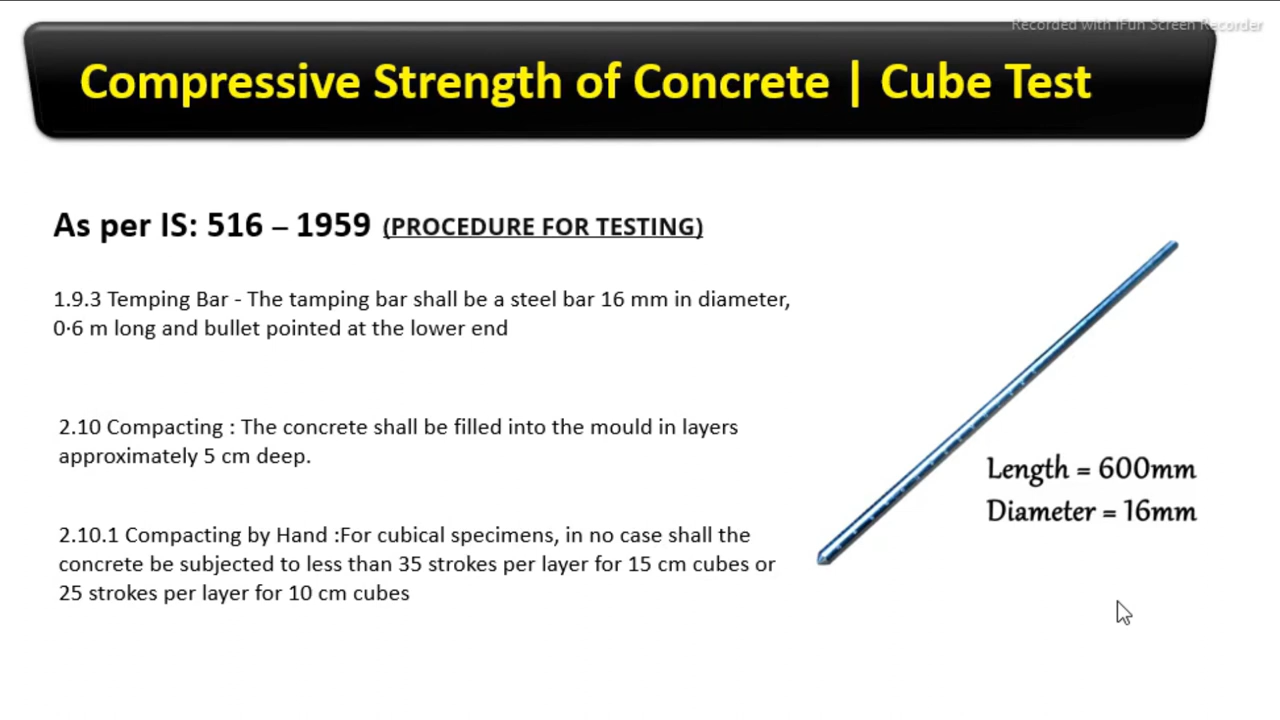 Recorded with iFun Screen Recorder
Compressive Strength of Concrete | Cube Test
As per IS: 516 – 1959 (PROCEDURE FOR TESTING)
1.9.3 Temping Bar - The tamping bar shall be a steel bar 16 mm in diameter,
0·6 m long and bullet pointed at the lower end
2.10 Compacting : The concrete shall be filled into the mould in layers
approximately 5 cm deep.
2.10.1 Compacting by Hand :For cubical specimens, in no case shall the
concrete be subjected to less than 35 strokes per layer for 15 cm cubes or
25 strokes per layer for 10 cm cubes
Length = 600mm
Diameter = 16mm